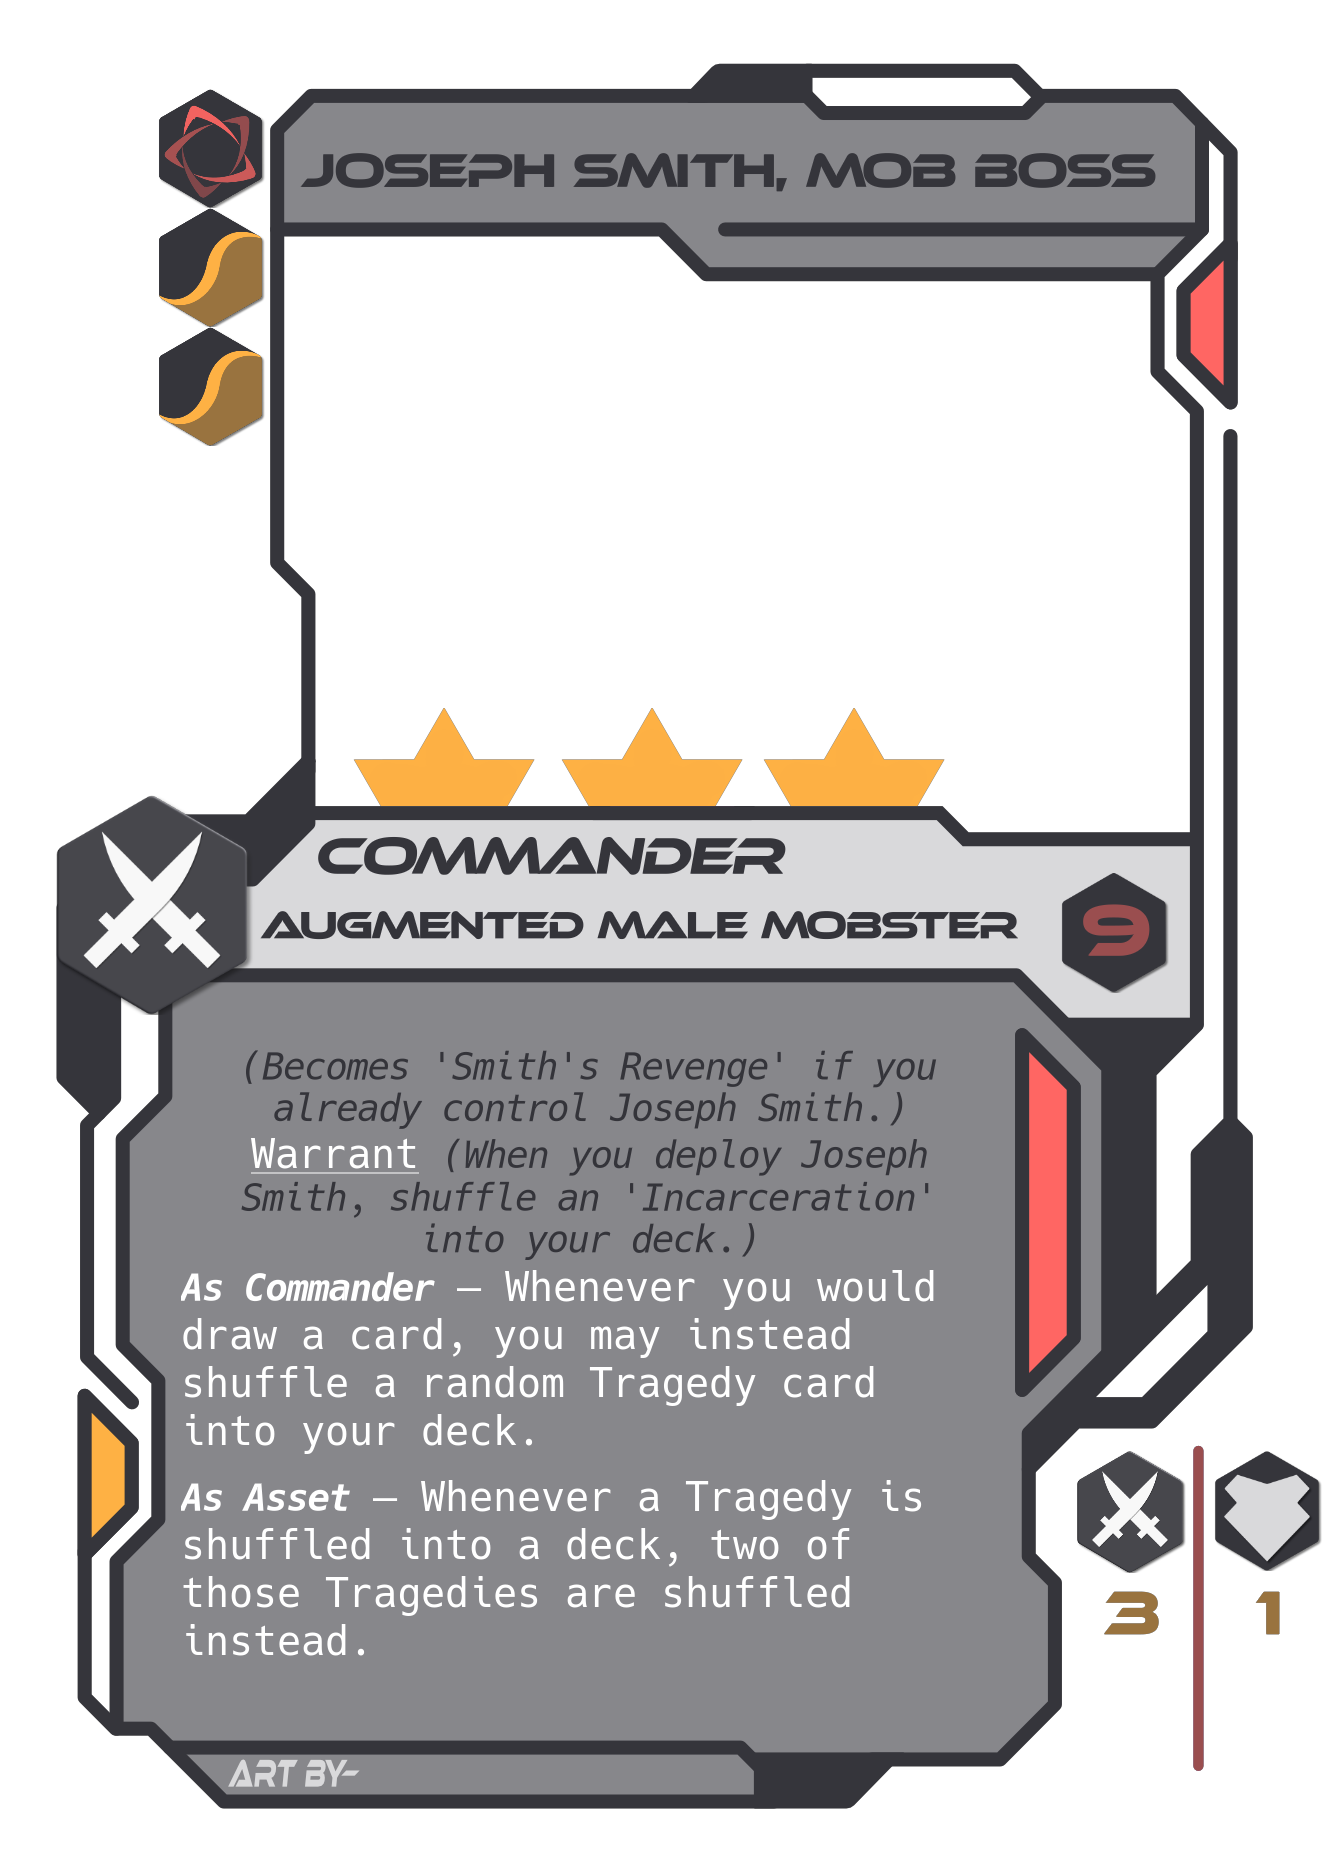 JOSEPH SMITH, MOB BOSS
COMMANDER
AUGMENTED MALE MOBSTER
9
(Becomes 'Smith's Revenge' if you
already control Joseph Smith.)
Warrant (When you deploy Joseph
Smith, shuffle an 'Incarceration'
into your deck.)
As Commander — Whenever you would
draw a card, you may instead
shuffle a random Tragedy card
into your deck.
As Asset — Whenever a Tragedy is
shuffled into a deck, two of
those Tragedies are shuffled
instead.
3 1
ART BY-